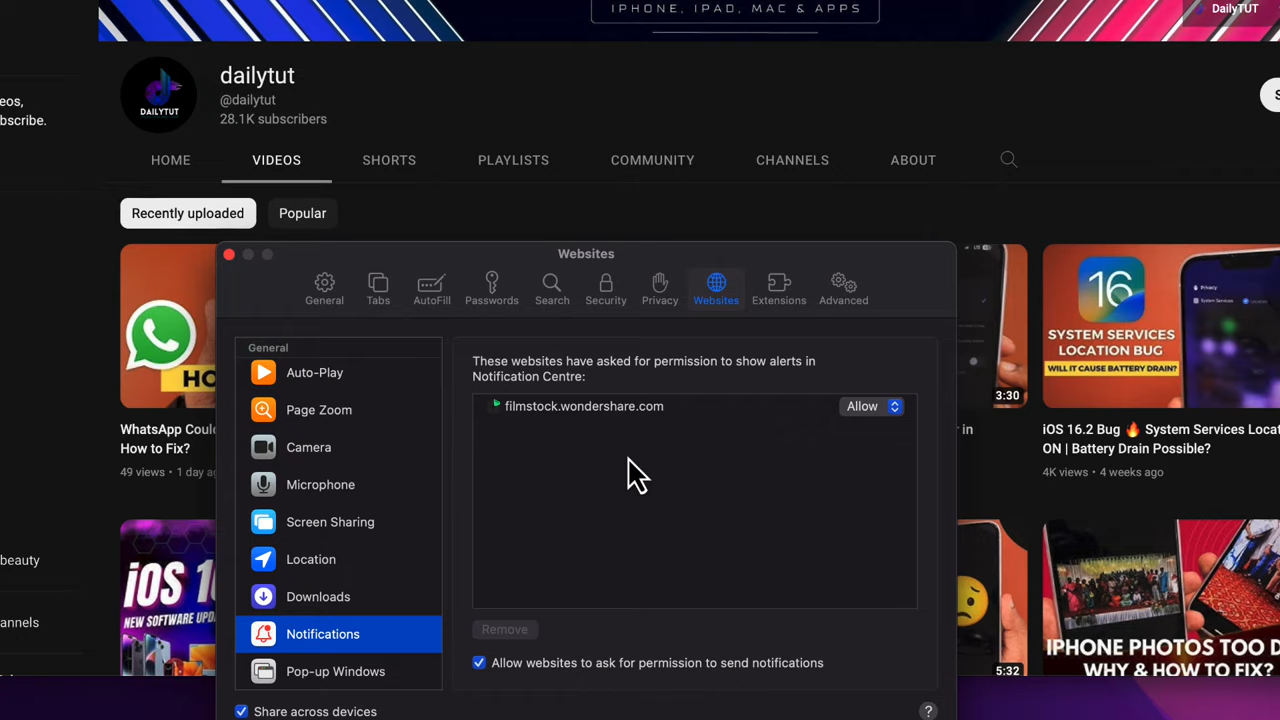 IPHONE, IPAD, MAC & APPS
DailyTUT
dailytut
@dailytut
28.1K subscribers
DAILYTUT
eos,
bscribe.
HOME
VIDEOS
SHORTS
PLAYLISTS
COMMUNITY
CHANNELS
ABOUT
Recently uploaded
Popular
Websites
General
Tabs
AutoFill
Passwords
Search
Security
Privacy
Websites
Extensions
Advanced
General
Auto-Play
Page Zoom
Camera
Microphone
Screen Sharing
Location
Downloads
Notifications
Pop-up Windows
Share across devices
These websites have asked for permission to show alerts in
Notification Centre:
filmstock.wondershare.com
Allow
Remove
Allow websites to ask for permission to send notifications
?
HO
WhatsApp Coul
How to Fix?
49 views • 1 day ag
3:30
r in
16
Privacy
System Services
SYSTEM SERVICES
LOCATION BUG
WILL IT CAUSE BATTERY DRAIN?
iOS 16.2 Bug 🔥 System Services Locat
ON | Battery Drain Possible?
4K views • 4 weeks ago
beauty
annels
iOS 16
NEW SOFTWARE UPD
5:32
IPHONE PHOTOS TOO D
WHY & HOW TO FIX?